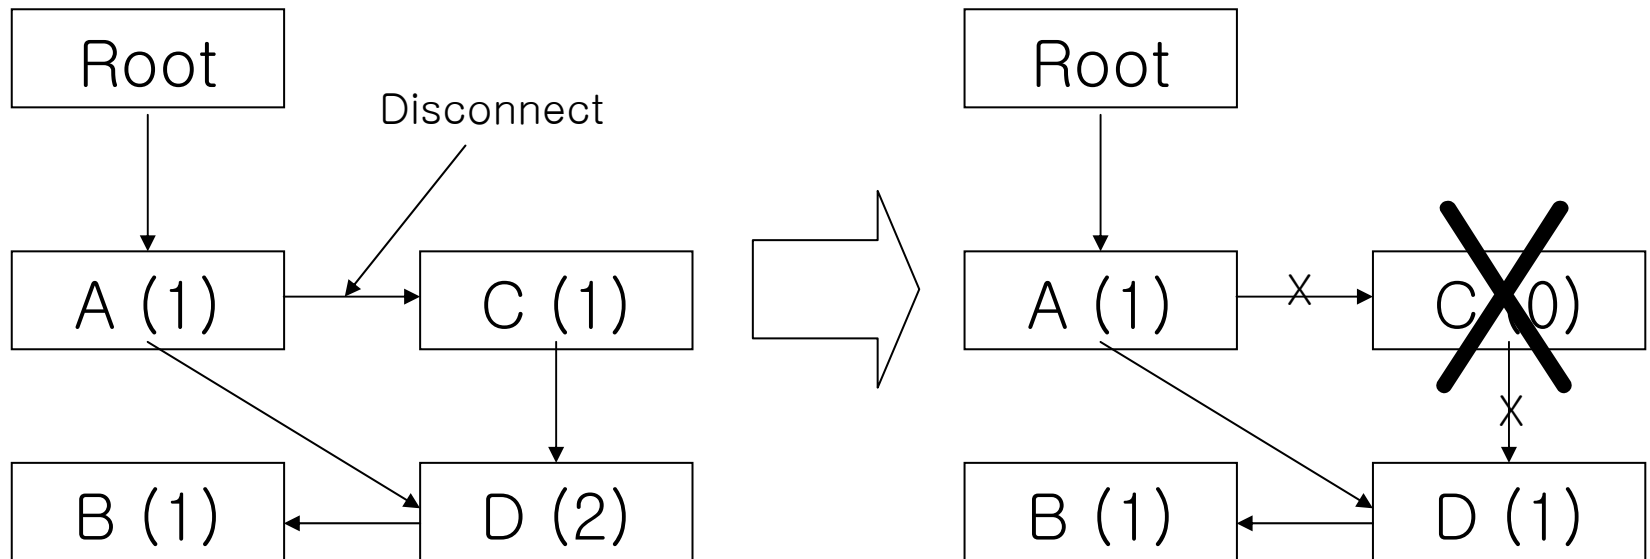 Root
Disconnect
A (1)
C (1)
B (1)
D (2)
Root
A (1)
X
C (0)
X
B (1)
D (1)